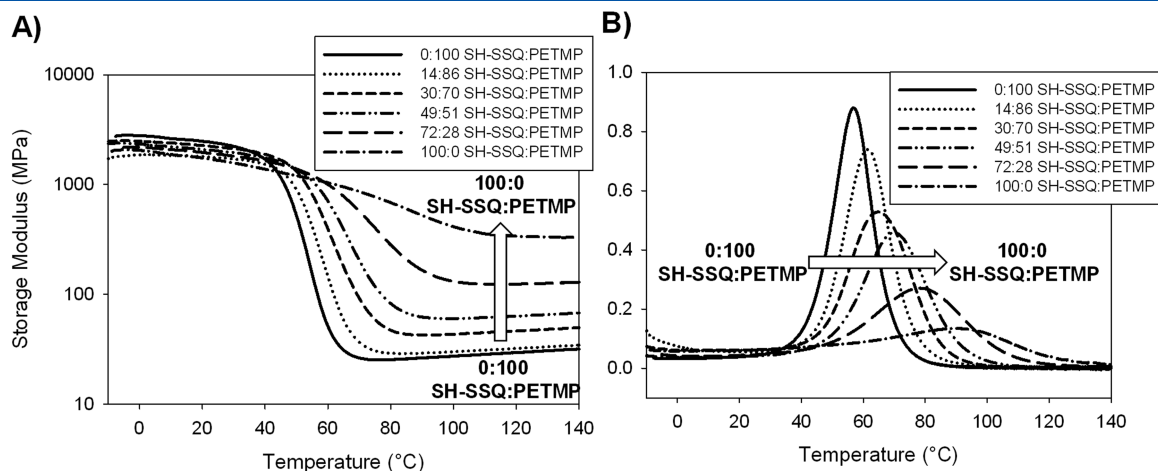 A)
0:100 SH-SSQ:PETMP
14:86 SH-SSQ:PETMP
30:70 SH-SSQ:PETMP
49:51 SH-SSQ:PETMP
72:28 SH-SSQ:PETMP
100:0 SH-SSQ:PETMP
Storage Modulus (MPa)
10000
1000
100
10
100:0
SH-SSQ:PETMP
0:100
SH-SSQ:PETMP
0 20 40 60 80 100 120 140
Temperature (°C)
B)
0:100 SH-SSQ:PETMP
14:86 SH-SSQ:PETMP
30:70 SH-SSQ:PETMP
49:51 SH-SSQ:PETMP
72:28 SH-SSQ:PETMP
100:0 SH-SSQ:PETMP
1.0
0.8
0.6
0.4
0.2
0.0
0:100
SH-SSQ:PETMP
100:0
SH-SSQ:PETMP
0 20 40 60 80 100 120 140
Temperature (°C)